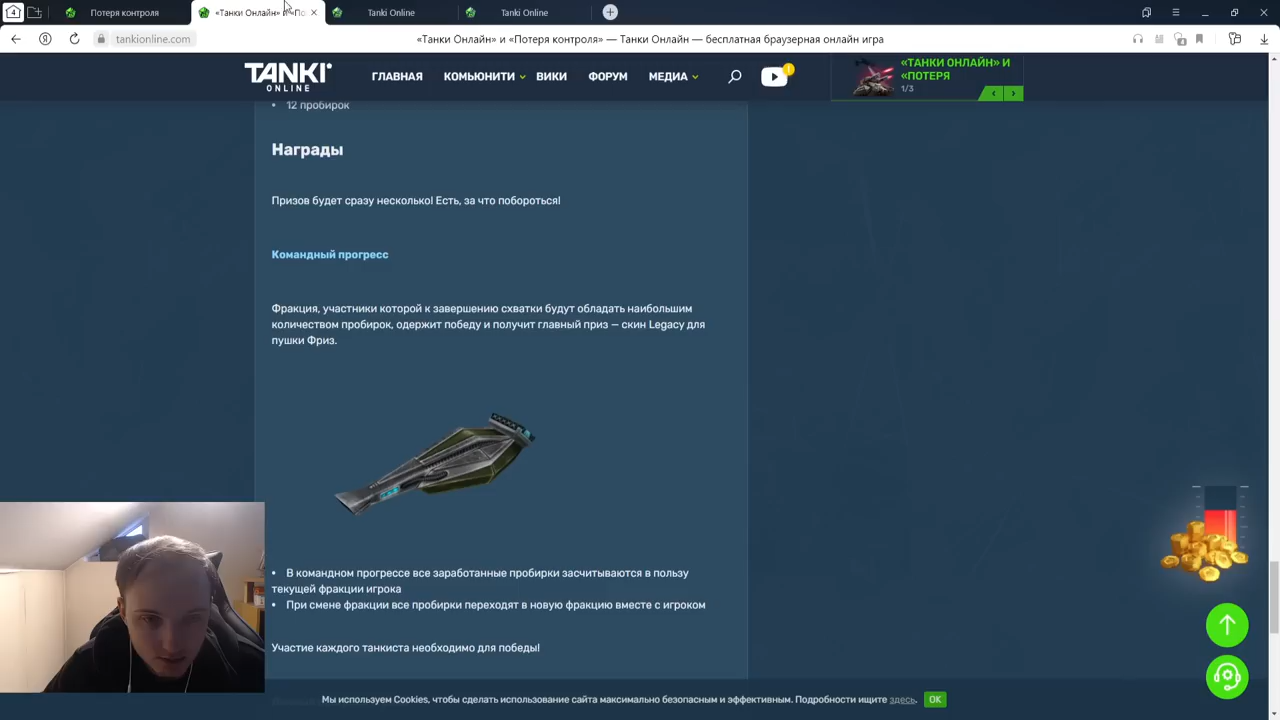 4
Потеря контроля
«Танки Онлайн» и «По
Tanki Online
Tanki Online
tankionline.com
«Танки Онлайн» и «Потеря контроля» — Танки Онлайн — бесплатная браузерная онлайн игра
TANKI
ONLINE
ГЛАВНАЯ
КОМЬЮНИТИ
ВИКИ
ФОРУМ
МЕДИА
«ТАНКИ ОНЛАЙН» И
«ПОТЕРЯ
1/3
• 12 пробирок
Награды
Призов будет сразу несколько! Есть, за что побороться!
Командный прогресс
Фракция, участники которой к завершению схватки будут обладать наибольшим
количеством пробирок, одержит победу и получит главный приз — скин Legacy для
пушки Фриз.
• В командном прогрессе все заработанные пробирки засчитываются в пользу
текущей фракции игрока
• При смене фракции все пробирки переходят в новую фракцию вместе с игроком
Участие каждого танкиста необходимо для победы!
Мы используем Cookies, чтобы сделать использование сайта максимально безопасным и эффективным. Подробности ищите здесь.
OK